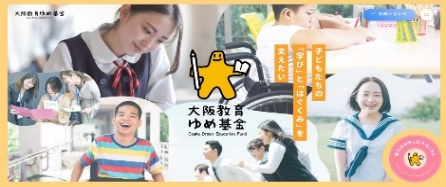 大阪教育ゆめ基金
子どもたちの
「学び」と「はぐくみ」を
支えたい
大阪教育
ゆめ基金
Osaka Dream Education Fund